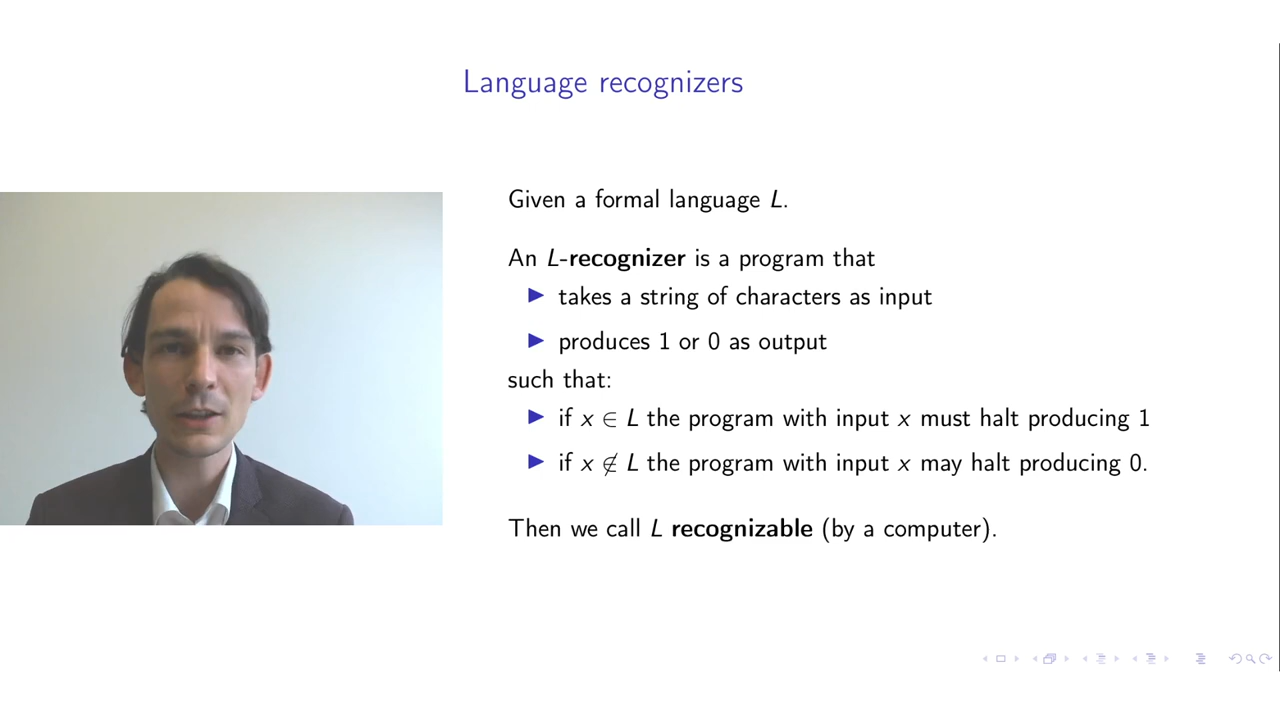 Language recognizers
Given a formal language L.
An L-recognizer is a program that
▶ takes a string of characters as input
▶ produces 1 or 0 as output
such that:
▶ if x ∈ L the program with input x must halt producing 1
▶ if x ∉ L the program with input x may halt producing 0.
Then we call L recognizable (by a computer).